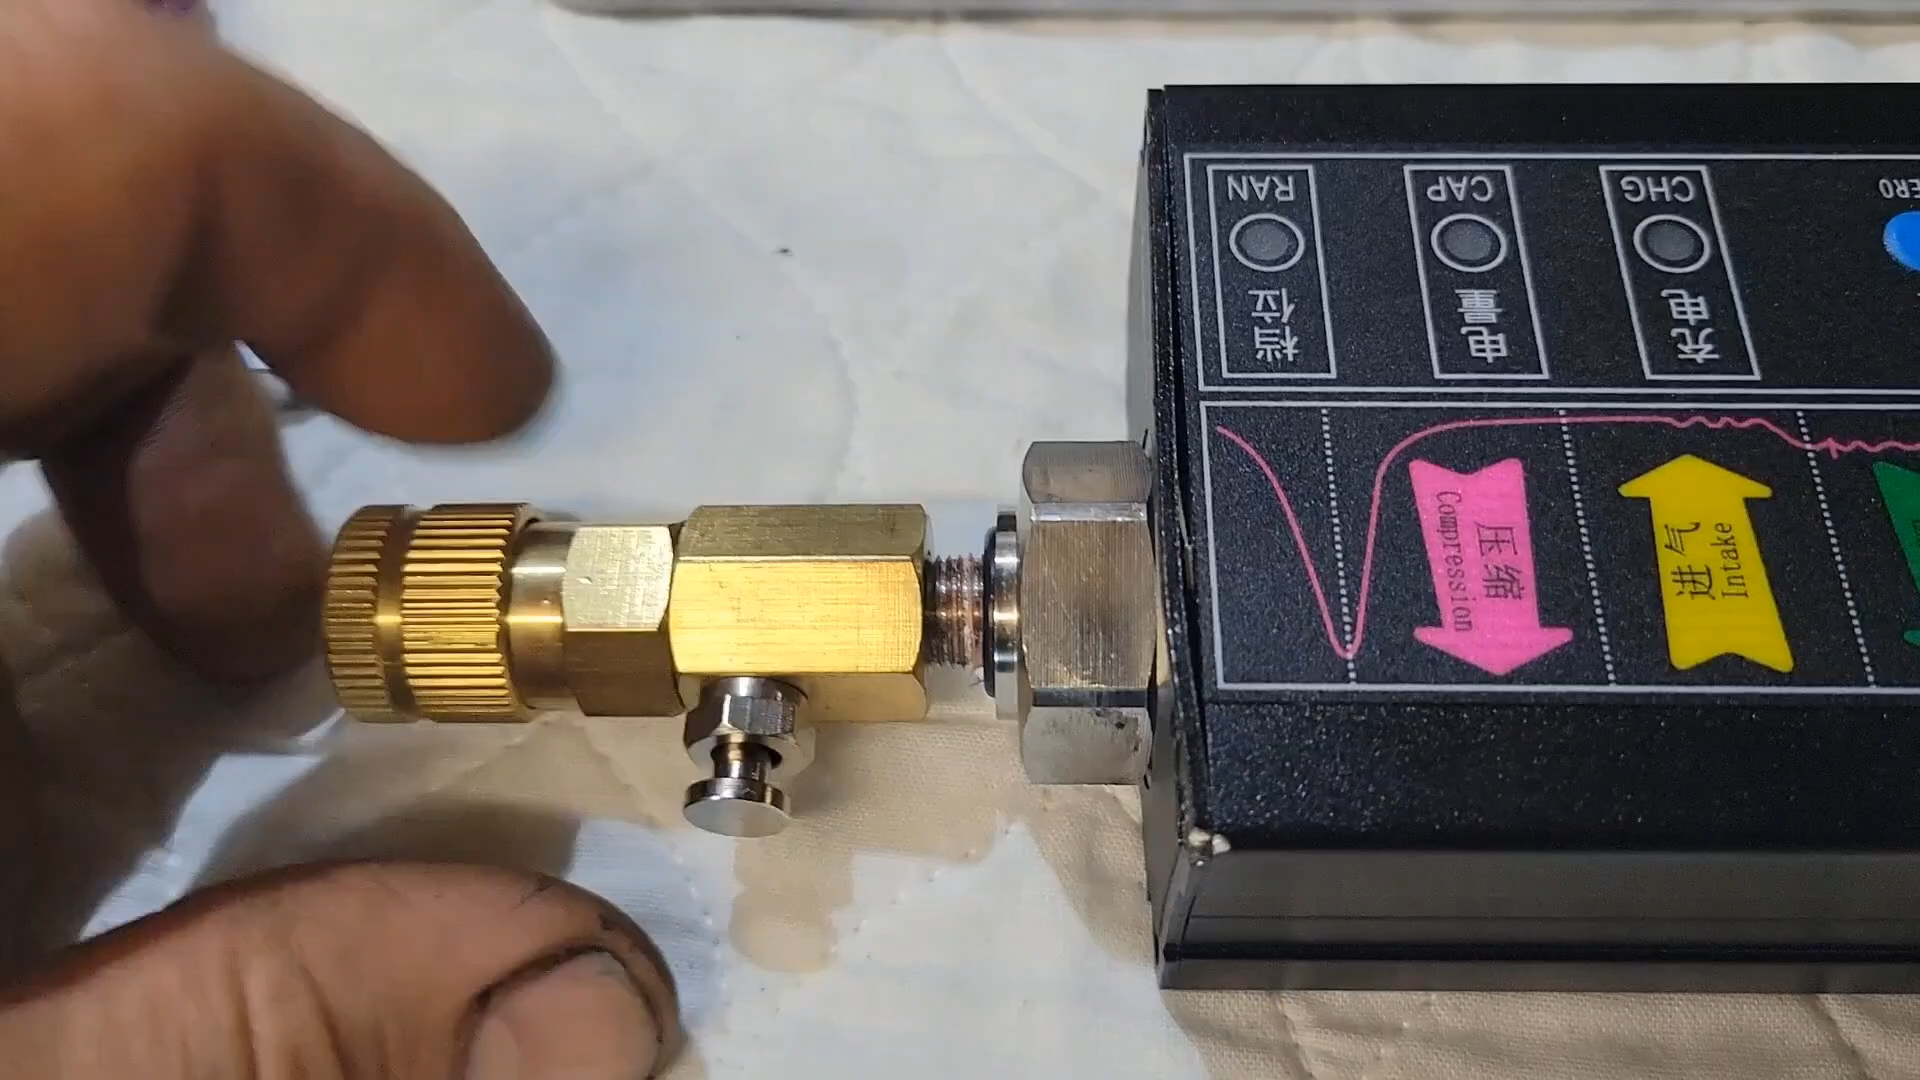 RAN
CAP
CHG
档位
电量
充电
压缩
Compression
进气
Intake